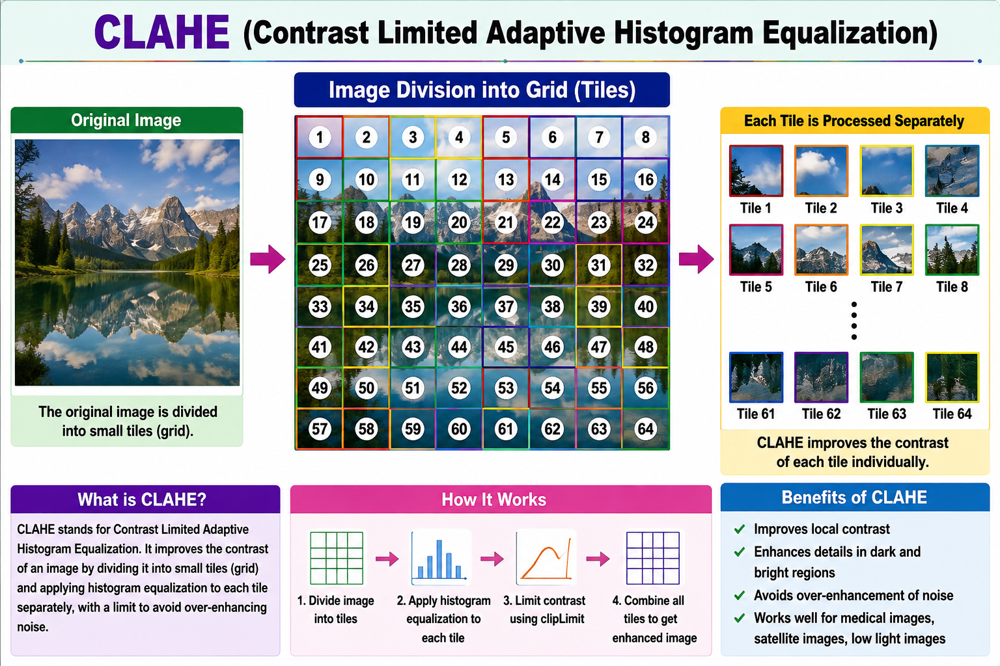 CLAHE (Contrast Limited Adaptive Histogram Equalization)
Image Division into Grid (Tiles)
Original Image
The original image is divided
into small tiles (grid).
1 2 3 4 5 6 7 8
9 10 11 12 13 14 15 16
17 18 19 20 21 22 23 24
25 26 27 28 29 30 31 32
33 34 35 36 37 38 39 40
41 42 43 44 45 46 47 48
49 50 51 52 53 54 55 56
57 58 59 60 61 62 63 64
Each Tile is Processed Separately
Tile 1 Tile 2 Tile 3 Tile 4
Tile 5 Tile 6 Tile 7 Tile 8
Tile 61 Tile 62 Tile 63 Tile 64
CLAHE improves the contrast
of each tile individually.
What is CLAHE?
CLAHE stands for Contrast Limited Adaptive
Histogram Equalization. It improves the contrast
of an image by dividing it into small tiles (grid)
and applying histogram equalization to each tile
separately, with a limit to avoid over-enhancing
noise.
How It Works
1. Divide image
into tiles
2. Apply histogram
equalization to
each tile
3. Limit contrast
using clipLimit
4. Combine all
tiles to get
enhanced image
Benefits of CLAHE
Improves local contrast
Enhances details in dark and
bright regions
Avoids over-enhancement of noise
Works well for medical images,
satellite images, low light images